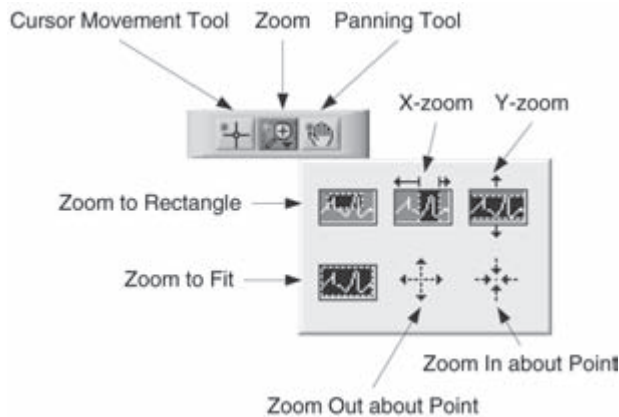 Cursor Movement Tool
Zoom
Panning Tool
X-zoom
Y-zoom
Zoom to Rectangle
Zoom to Fit
Zoom In about Point
Zoom Out about Point